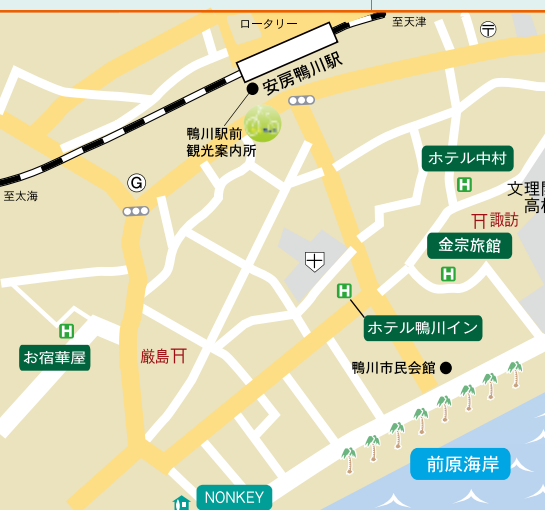 ロータリー
至天津
〒
安房鴨川駅
鴨川駅前
観光案内所
至太海
G
ホテル中村
文理開
高校
諏訪
金宗旅館
H
H
H
ホテル鴨川イン
H
お宿華屋
厳島
鴨川市民会館
前原海岸
NONKEY